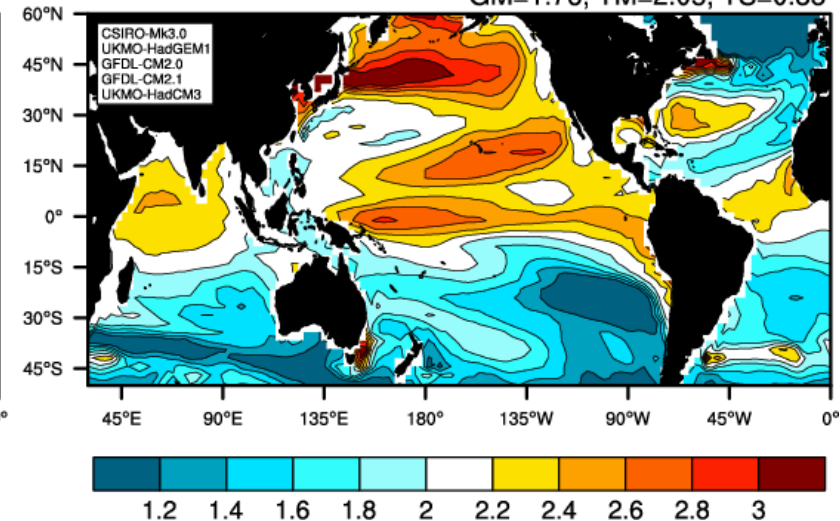 60°N
45°N
30°N
15°N
0°
15°S
30°S
45°S
CSIRO-Mk3.0
UKMO-HadGEM1
GFDL-CM2.0
GFDL-CM2.1
UKMO-HadCM3
45°E 90°E 135°E 180° 135°W 90°W 45°W 0°
1.2 1.4 1.6 1.8 2 2.2 2.4 2.6 2.8 3